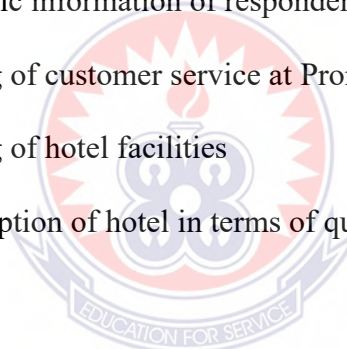 ic information of responden
g of customer service at Pro
g of hotel facilities
ption of hotel in terms of qu
EDUCATION FOR SERVICE